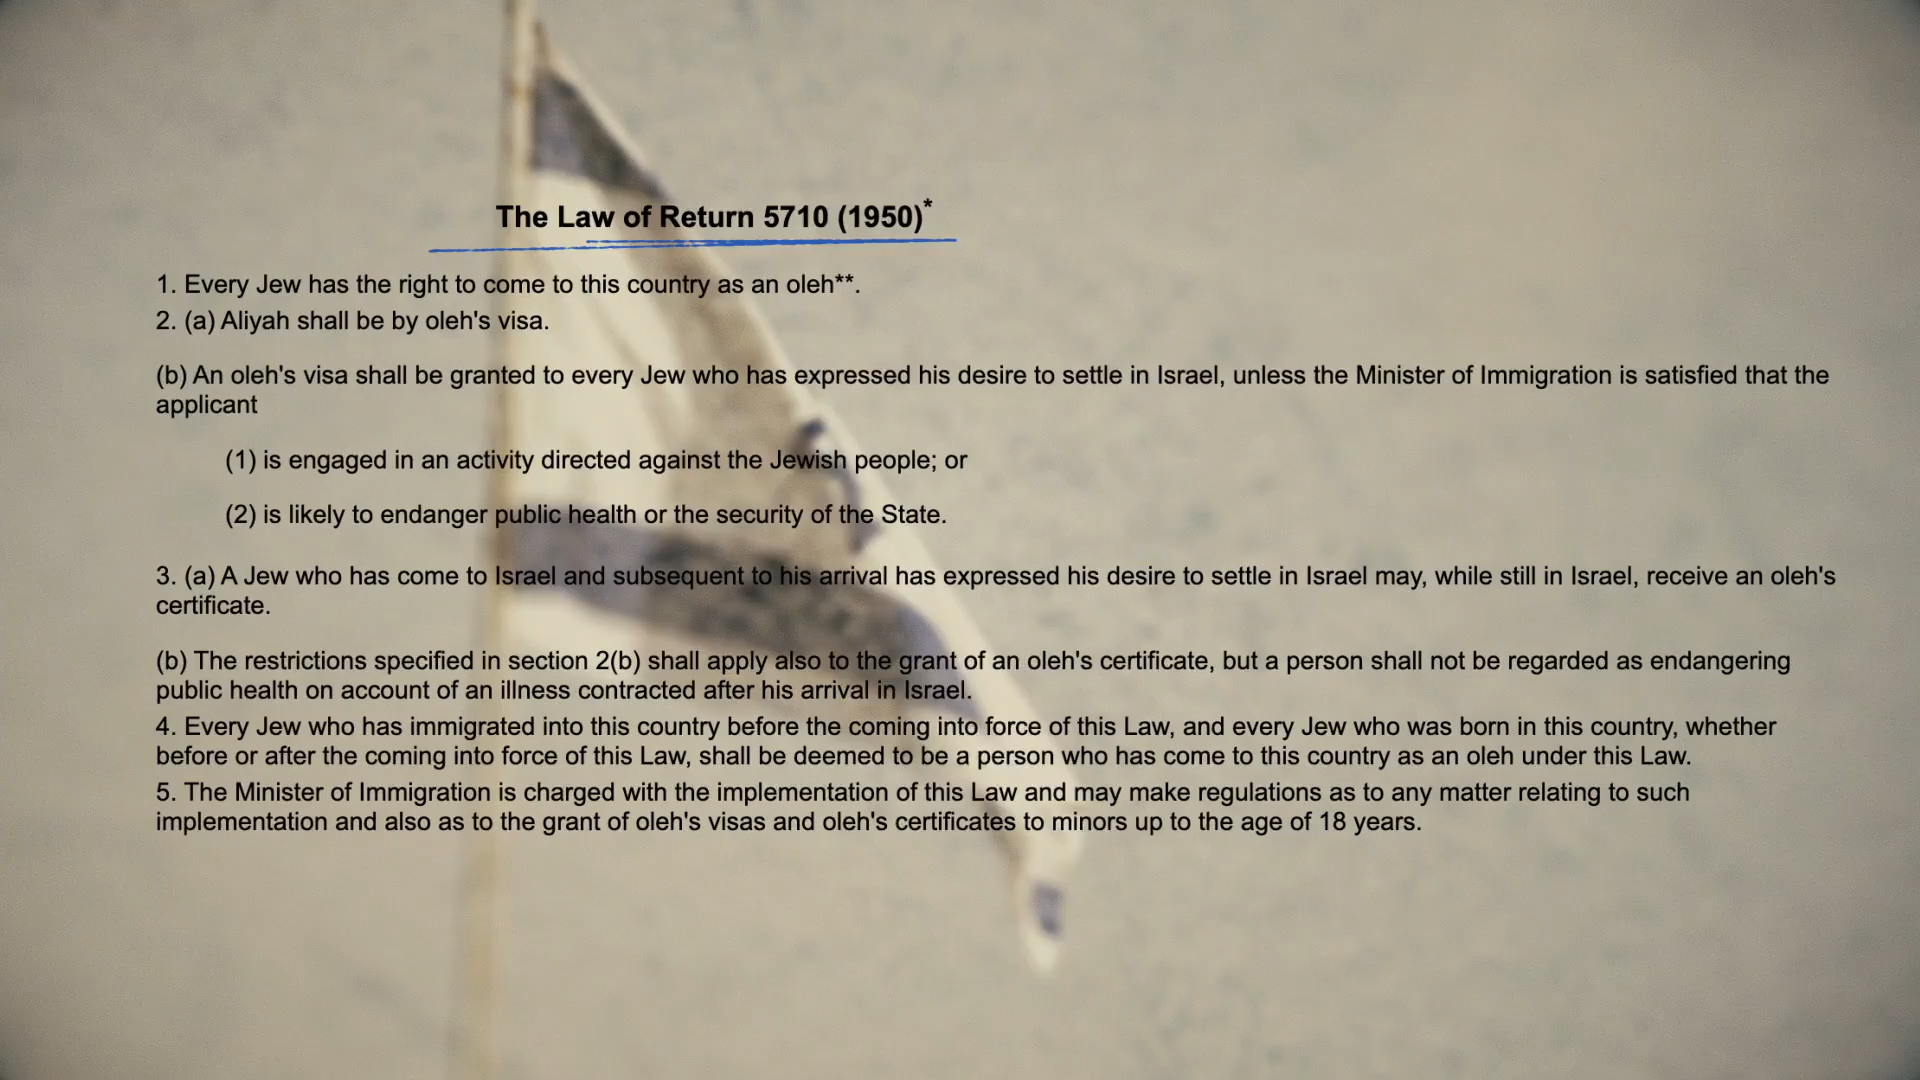 The Law of Return 5710 (1950)*
1. Every Jew has the right to come to this country as an oleh**.
2. (a) Aliyah shall be by oleh's visa.
(b) An oleh's visa shall be granted to every Jew who has expressed his desire to settle in Israel, unless the Minister of Immigration is satisfied that the
applicant
(1) is engaged in an activity directed against the Jewish people; or
(2) is likely to endanger public health or the security of the State.
3. (a) A Jew who has come to Israel and subsequent to his arrival has expressed his desire to settle in Israel may, while still in Israel, receive an oleh's
certificate.
(b) The restrictions specified in section 2(b) shall apply also to the grant of an oleh's certificate, but a person shall not be regarded as endangering
public health on account of an illness contracted after his arrival in Israel.
4. Every Jew who has immigrated into this country before the coming into force of this Law, and every Jew who was born in this country, whether
before or after the coming into force of this Law, shall be deemed to be a person who has come to this country as an oleh under this Law.
5. The Minister of Immigration is charged with the implementation of this Law and may make regulations as to any matter relating to such
implementation and also as to the grant of oleh's visas and oleh's certificates to minors up to the age of 18 years.